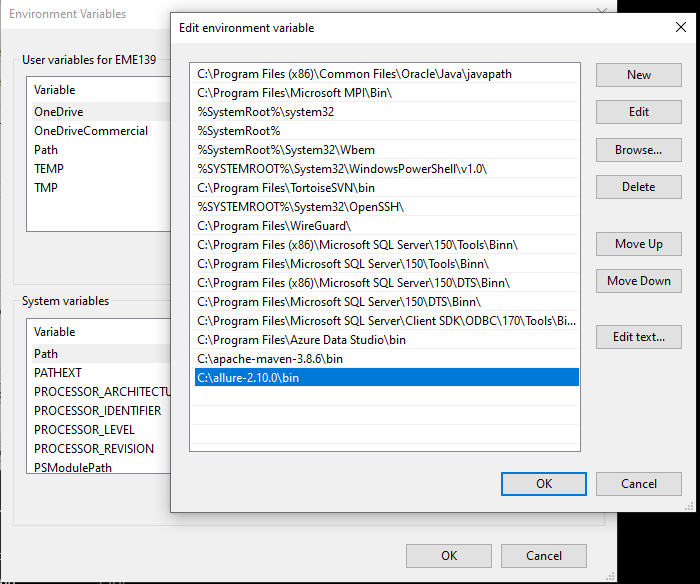 Environment Variables
Edit environment variable
User variables for EME139
Variable
OneDrive
OneDriveCommercial
Path
TEMP
TMP
System variables
Variable
Path
PATHEXT
PROCESSOR_ARCHITECTU
PROCESSOR_IDENTIFIER
PROCESSOR_LEVEL
PROCESSOR_REVISION
PSModulePath
OK
Cancel
C:\Program Files (x86)\Common Files\Oracle\Java\javapath
C:\Program Files\Microsoft MPI\Bin\
%SystemRoot%\system32
%SystemRoot%
%SystemRoot%\System32\Wbem
%SYSTEMROOT%\System32\WindowsPowerShell\v1.0\
C:\Program Files\TortoiseSVN\bin
%SYSTEMROOT%\System32\OpenSSH\
C:\Program Files\WireGuard\
C:\Program Files (x86)\Microsoft SQL Server\150\Tools\Binn\
C:\Program Files\Microsoft SQL Server\150\Tools\Binn\
C:\Program Files (x86)\Microsoft SQL Server\150\DTS\Binn\
C:\Program Files\Microsoft SQL Server\150\DTS\Binn\
C:\Program Files\Microsoft SQL Server\Client SDK\ODBC\170\Tools\Bi...
C:\Program Files\Azure Data Studio\bin
C:\apache-maven-3.8.6\bin
C:\allure-2.10.0\bin
New
Edit
Browse...
Delete
Move Up
Move Down
Edit text...
OK
Cancel